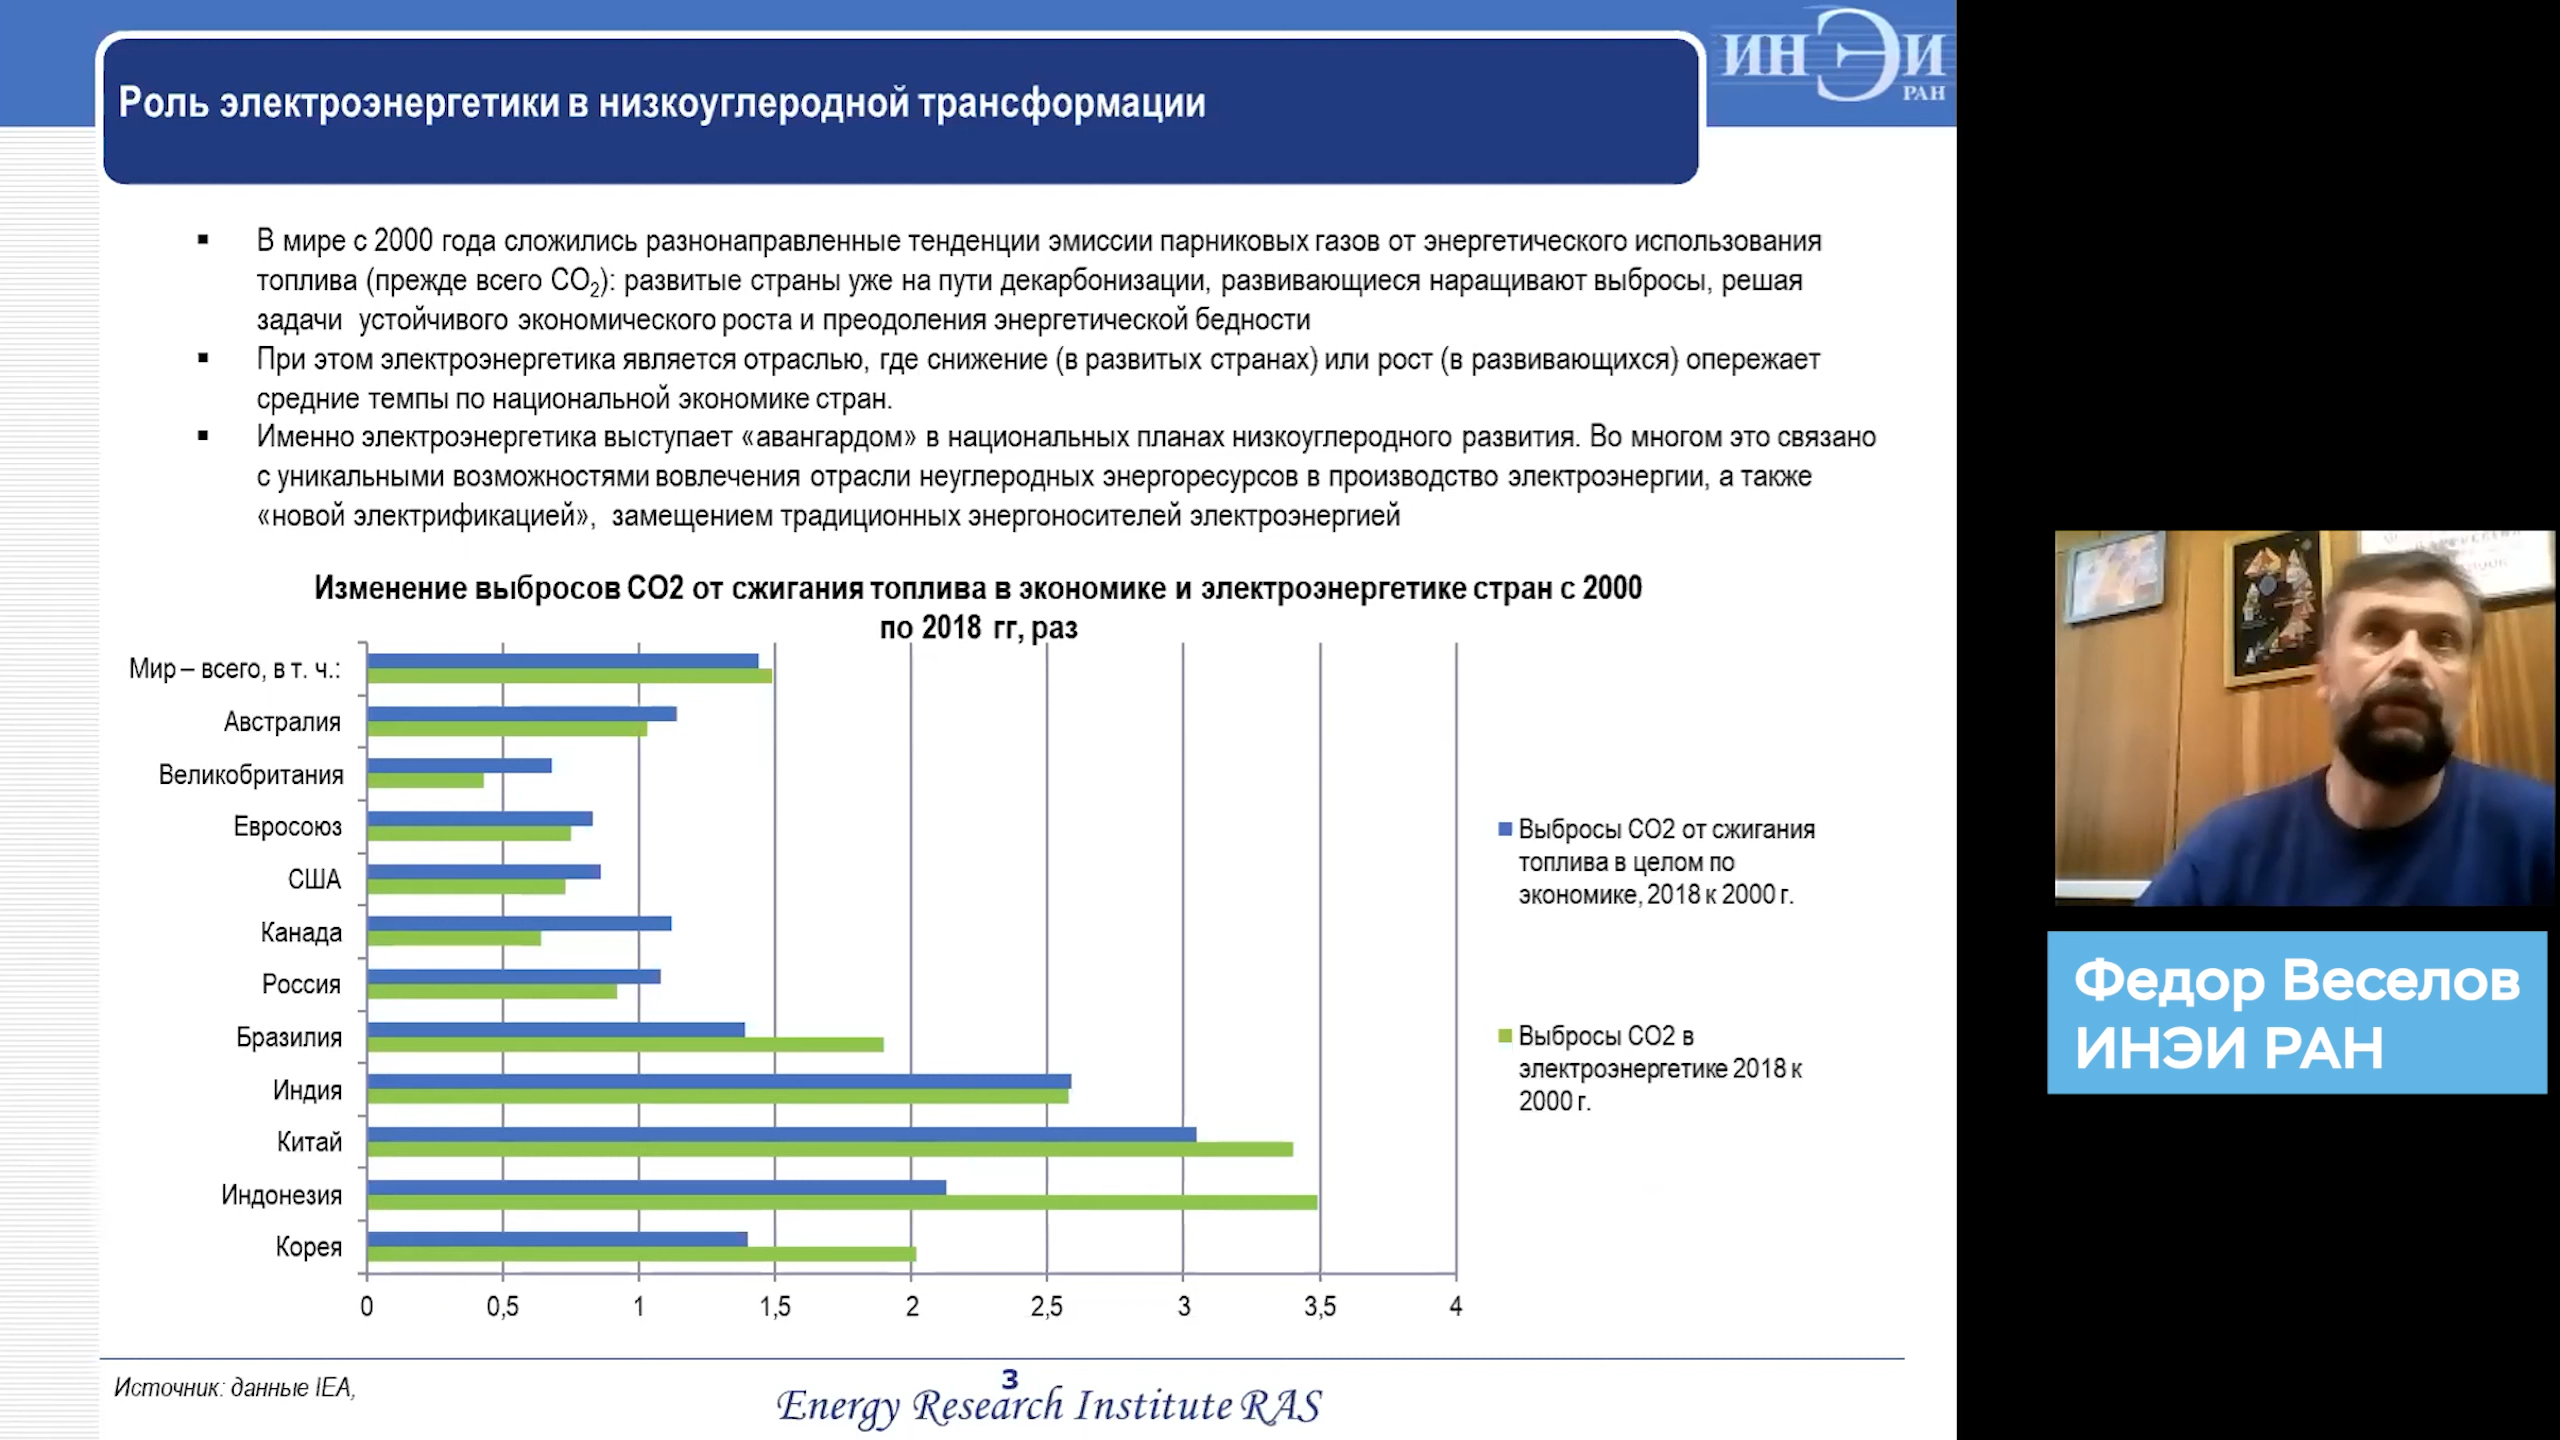 ИНЭИ
РАН
Роль электроэнергетики в низкоуглеродной трансформации
▪ В мире с 2000 года сложились разнонаправленные тенденции эмиссии парниковых газов от энергетического использования
топлива (прежде всего CO₂): развитые страны уже на пути декарбонизации, развивающиеся наращивают выбросы, решая
задачи устойчивого экономического роста и преодоления энергетической бедности
▪ При этом электроэнергетика является отраслью, где снижение (в развитых странах) или рост (в развивающихся) опережает
средние темпы по национальной экономике стран.
▪ Именно электроэнергетика выступает «авангардом» в национальных планах низкоуглеродного развития. Во многом это связано
с уникальными возможностями вовлечения отрасли неуглеродных энергоресурсов в производство электроэнергии, а также
«новой электрификацией», замещением традиционных энергоносителей электроэнергией
Изменение выбросов СО2 от сжигания топлива в экономике и электроэнергетике стран с 2000
по 2018 гг, раз
Мир – всего, в т. ч.:
Австралия
Великобритания
Евросоюз
США
Канада
Россия
Бразилия
Индия
Китай
Индонезия
Корея
0 0,5 1 1,5 2 2,5 3 3,5 4
Выбросы СО2 от сжигания
топлива в целом по
экономике, 2018 к 2000 г.
Выбросы СО2 в
электроэнергетике 2018 к
2000 г.
Источник: данные IEA,
3
Energy Research Institute RAS
Федор Веселов
ИНЭИ РАН